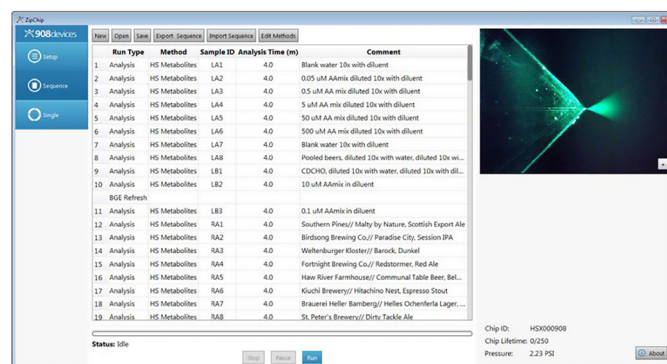 ZipChip
908devices
Setup
Sequence
Single
New Open Save Export Sequence Import Sequence Edit Methods
Run Type Method Sample ID Analysis Time (m) Comment
1 Analysis HS Metabolites LA1 4.0 Blank water 10x with diluent
2 Analysis HS Metabolites LA2 4.0 0.05 uM AAmix diluted 10x with diluent
3 Analysis HS Metabolites LA3 4.0 0.5 uM AA mix diluted 10x with diluent
4 Analysis HS Metabolites LA4 4.0 5 uM AA mix diluted 10x with diluent
5 Analysis HS Metabolites LA5 4.0 50 uM AA mix diluted 10x with diluent
6 Analysis HS Metabolites LA6 4.0 500 uM AA mix diluted 10x with diluent
7 Analysis HS Metabolites LA7 4.0 Blank water 10x with diluent
8 Analysis HS Metabolites LA8 4.0 Pooled beers, diluted 10x with water, diluted 10x wi...
9 Analysis HS Metabolites LB1 4.0 CDCHO, diluted 10x with water, diluted 10x with dil...
10 Analysis HS Metabolites LB2 4.0 10 uM AAmix in diluent
BGE Refresh
11 Analysis HS Metabolites LB3 4.0 0.1 uM AAmix in diluent
12 Analysis HS Metabolites RA1 4.0 Southern Pines// Malty by Nature, Scottish Export Ale
13 Analysis HS Metabolites RA2 4.0 Birdsong Brewing Co.// Paradise City, Session IPA
14 Analysis HS Metabolites RA3 4.0 Weltenburger Kloster// Barock, Dunkel
15 Analysis HS Metabolites RA4 4.0 Fortnight Brewing Co.// Redstormer, Red Ale
16 Analysis HS Metabolites RA5 4.0 Haw River Farmhouse// Communal Table Beer, Bel...
17 Analysis HS Metabolites RA6 4.0 Kiuchi Brewery// Hitachino Nest, Espresso Stout
18 Analysis HS Metabolites RA7 4.0 Brauerei Heller Bamberg// Helles Ochenferla Lager, ...
19 Analysis HS Metabolites RA8 4.0 St. Peter's Brewery// Dirty Tackle Ale
Status: Idle
Stop Pause Run
Chip ID: HSX000908
Chip Lifetime: 0/250
Pressure: 2.23 PSI
About